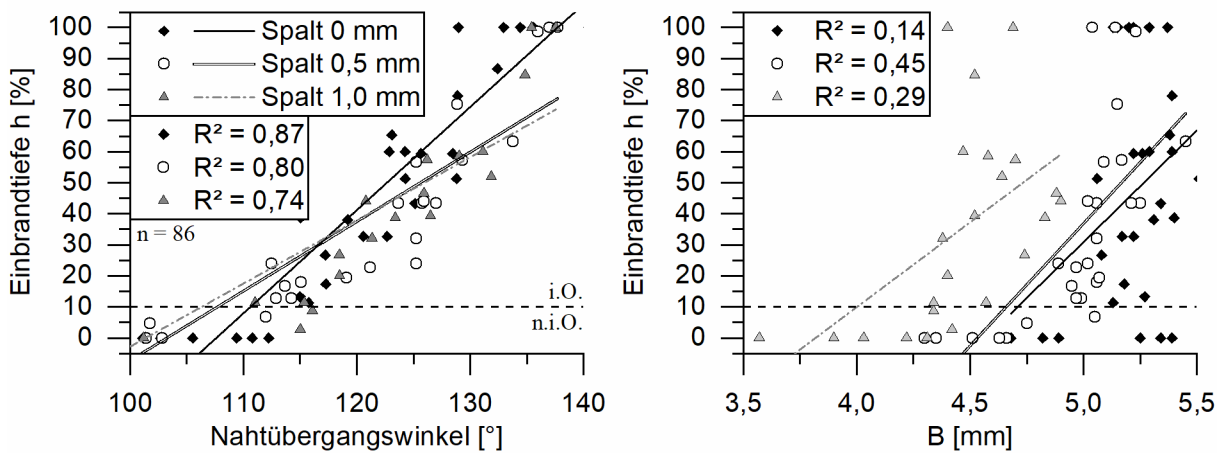 Einbrandtiefe h [%]
100
90
80
70
60
50
40
30
20
10
0
Spalt 0 mm
Spalt 0,5 mm
Spalt 1,0 mm
R² = 0,87
R² = 0,80
R² = 0,74
n = 86
i.O.
n.i.O.
100 110 120 130 140
Nahtübergangswinkel [°]
Einbrandtiefe h [%]
100
90
80
70
60
50
40
30
20
10
0
R² = 0,14
R² = 0,45
R² = 0,29
3,5 4,0 4,5 5,0 5,5
B [mm]